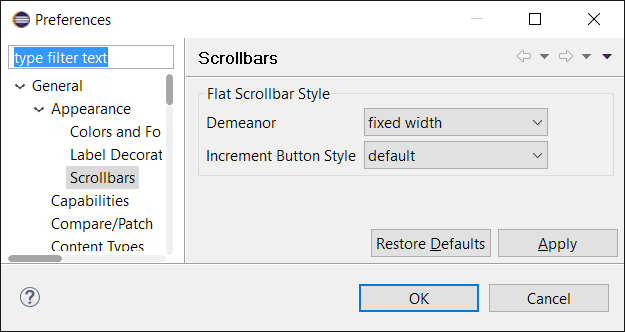 Preferences
type filter text
General
Appearance
Colors and Fo
Label Decorat
Scrollbars
Capabilities
Compare/Patch
Content Types
Scrollbars
Flat Scrollbar Style
Demeanor fixed width
Increment Button Style default
Restore Defaults Apply
? OK Cancel